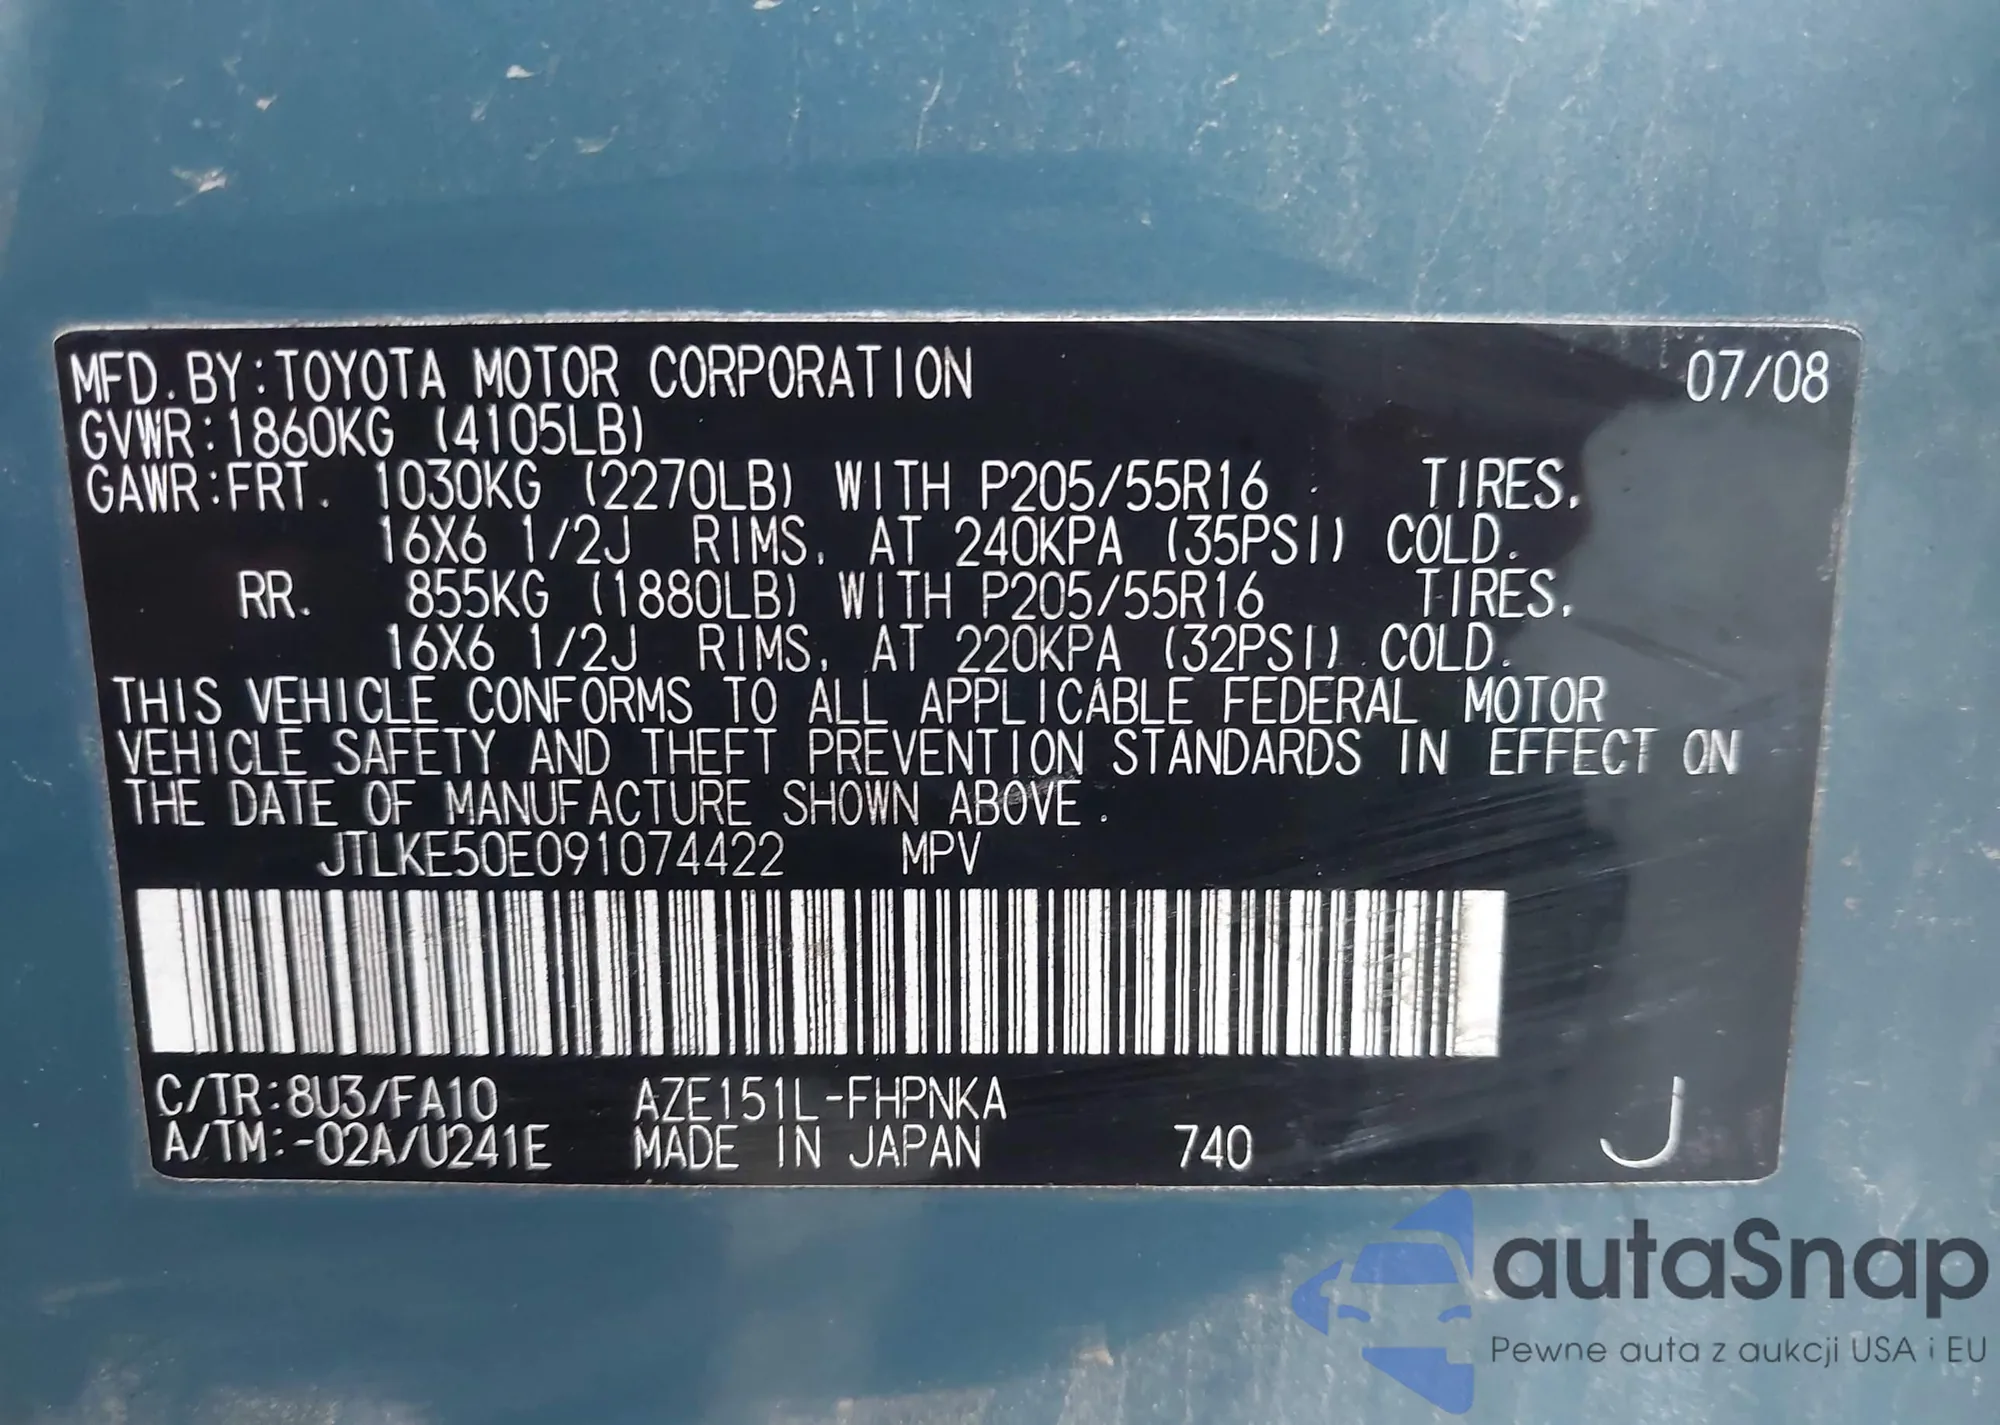 MFD. BY:TOYOTA MOTOR CORPORATION 07/08
GVWR:1860KG (4105LB)
GAWR:FRT. 1030KG (2270LB) WITH P205/55R16 TIRES,
16X6 1/2J RIMS, AT 240KPA (35PSI) COLD.
RR. 855KG (1880LB) WITH P205/55R16 TIRES,
16X6 1/2J RIMS, AT 220KPA (32PSI) COLD.
THIS VEHICLE CONFORMS TO ALL APPLICABLE FEDERAL MOTOR
VEHICLE SAFETY AND THEFT PREVENTION STANDARDS IN EFFECT ON
THE DATE OF MANUFACTURE SHOWN ABOVE.
JTLKE50E091074422 MPV
C/TR:8U3/FA10 AZE151L-FHPNKA
A/TM:-02A/U241E MADE IN JAPAN 740 J
autaSnap
Pewne auta z aukcji USA i EU